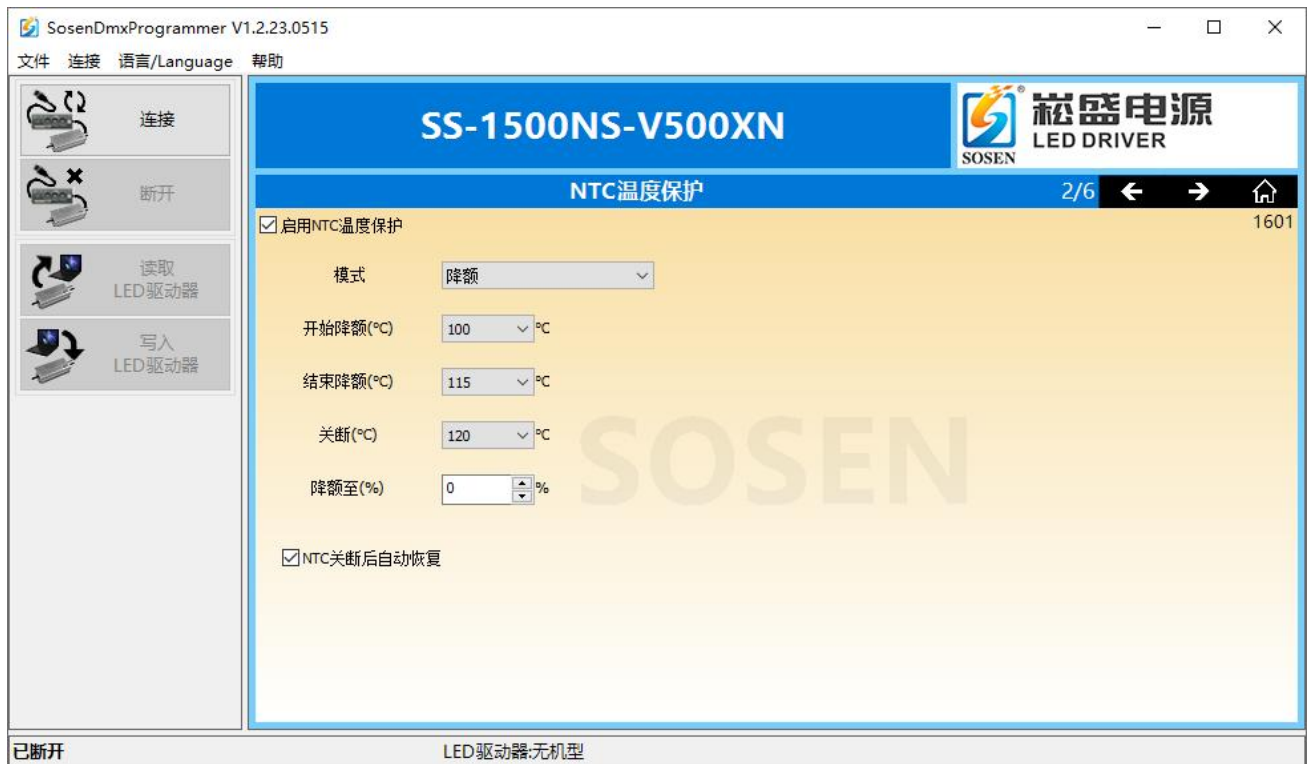 SosenDmxProgrammer V1.2.23.0515
文件 连接 语言/Language 帮助
连接
断开
读取
LED驱动器
写入
LED驱动器
SS-1500NS-V500XN
SOSEN
®
崧盛电源
LED DRIVER
NTC温度保护 2/6
1601
启用NTC温度保护
模式 降额
开始降额(°C) 100 °C
结束降额(°C) 115 °C
关断(°C) 120 °C
降额至(%) 0 %
SOSEN
NTC关断后自动恢复
已断开 LED驱动器:无机型